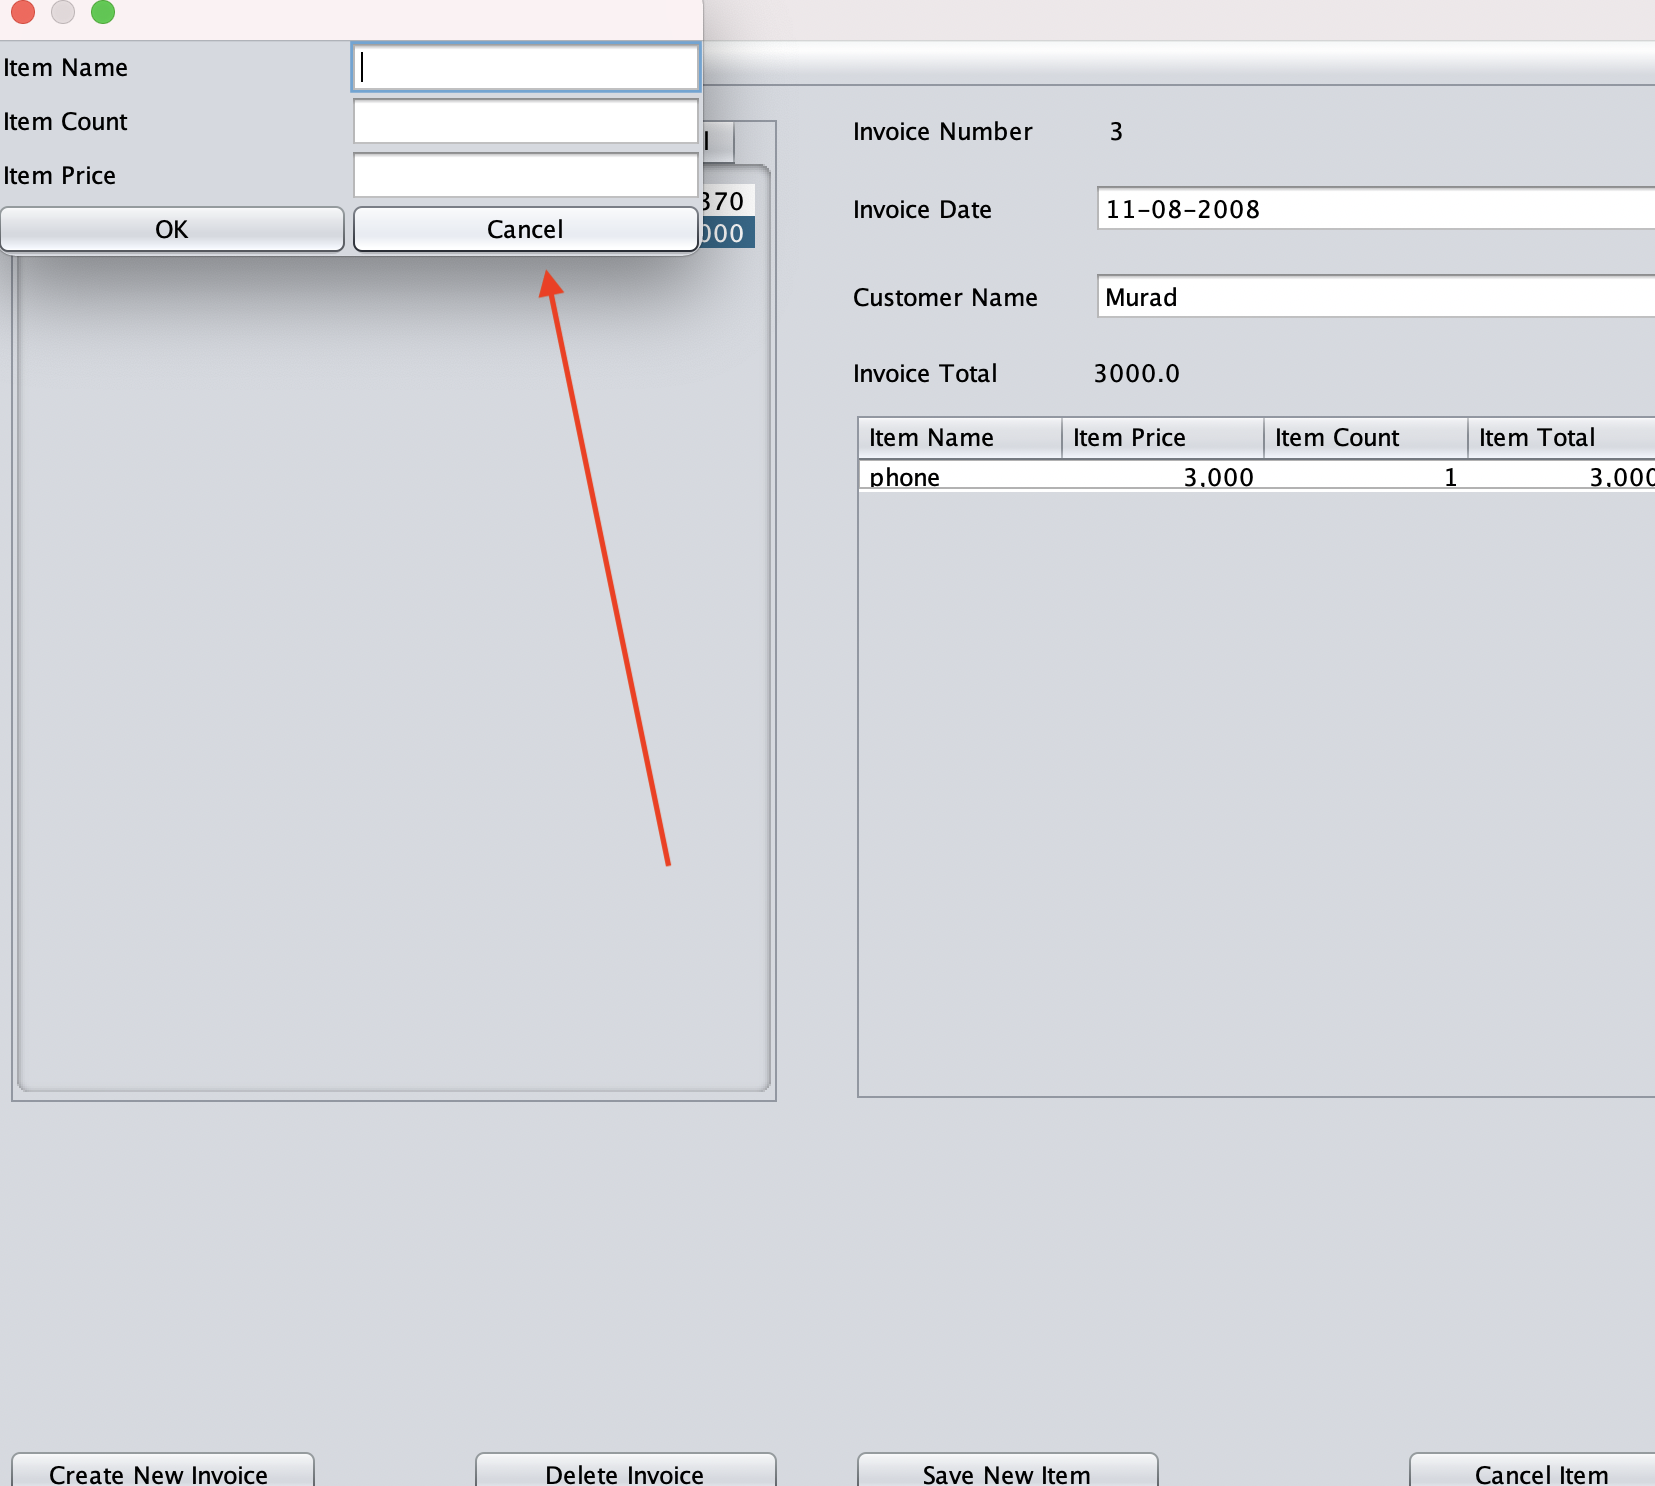 Item Name
Item Count
Item Price
OK Cancel
370
000
Invoice Number 3
Invoice Date 11-08-2008
Customer Name Murad
Invoice Total 3000.0
Item Name Item Price Item Count Item Total
phone 3,000 1 3,000
Create New Invoice Delete Invoice Save New Item Cancel Item